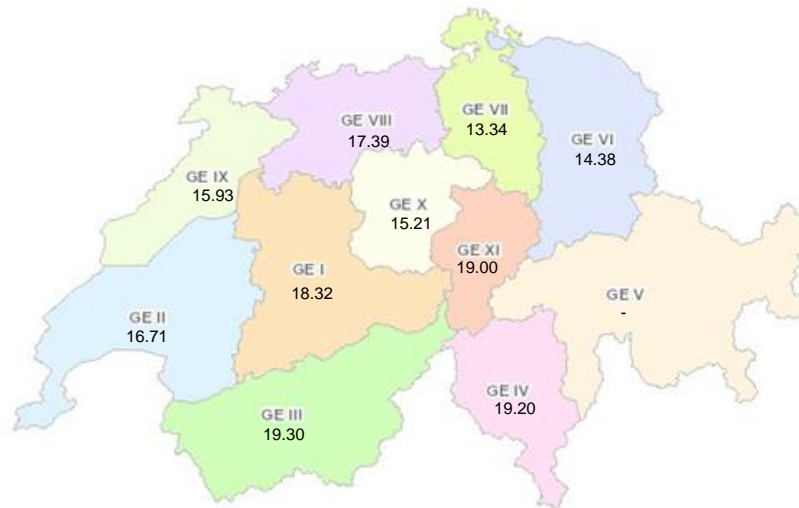 GE VII
13.34
GE VIII
17.39
GE VI
14.38
GE IX
15.93
GE X
15.21
GE XI
19.00
GE I
18.32
GE V
-
GE II
16.71
GE IV
19.20
GE III
19.30